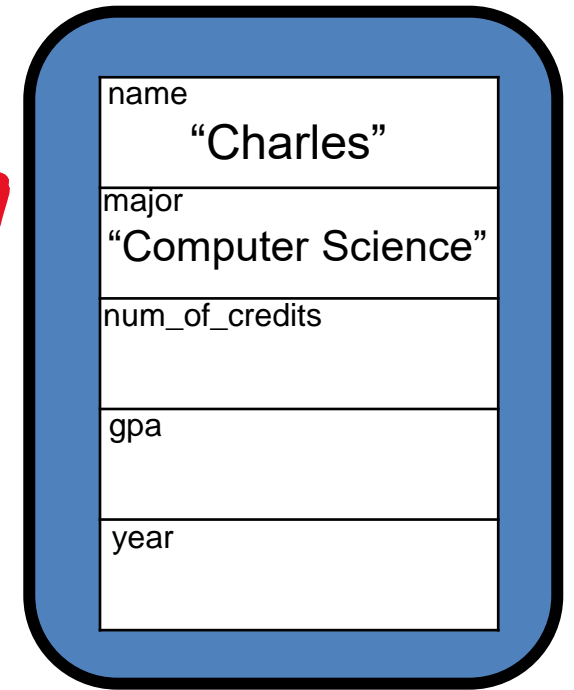 name
“Charles”
major
“Computer Science”
num_of_credits
gpa
year